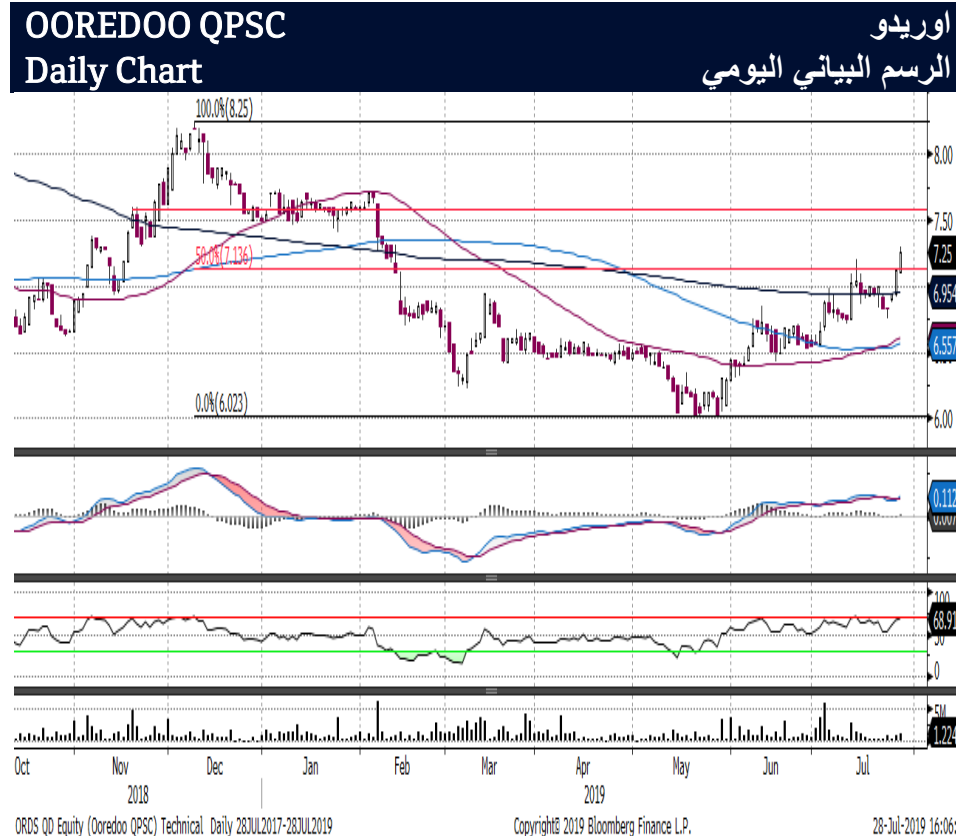 OOREDOO QPSC
اوريدو
Daily Chart
الرسم البياني اليومي
100.0%(8.25)
8.00
7.50
7.25
50.0%(7.136)
6.954
6.557
0.0%(6.023)
6.00
0.112
0.007
100
68.91
50
0
5M
1.224
Oct Nov Dec Jan Feb Mar Apr May Jun Jul
2018 2019
ORDS QD Equity (Ooredoo QPSC) Technical Daily 28JUL2017-28JUL2019 Copyright© 2019 Bloomberg Finance L.P. 28-Jul-2019 16:06: